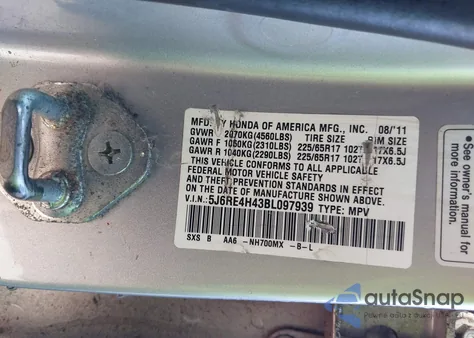 MFD. BY HONDA OF AMERICA MFG., INC. 08/'11
GVWR 2070KG(4560LBS) TIRE SIZE RIM SIZE
GAWR F 1050KG(2310LBS) 225/65R17 102T 17X6.5J
GAWR R 1040KG(2290LBS) 225/65R17 102T 17X6.5J
THIS VEHICLE CONFORMS TO ALL APPLICABLE
FEDERAL MOTOR VEHICLE SAFETY
AND THEFT PREVENTION STANDARDS IN EFFECT
ON THE DATE OF MANUFACTURE SHOWN ABOVE.
V.I.N.: 5J6RE4H43BL097939 TYPE: MPV
SXS B AA6 -NH700MX -B-L
•See owner's manual for
more information.
autaSnap